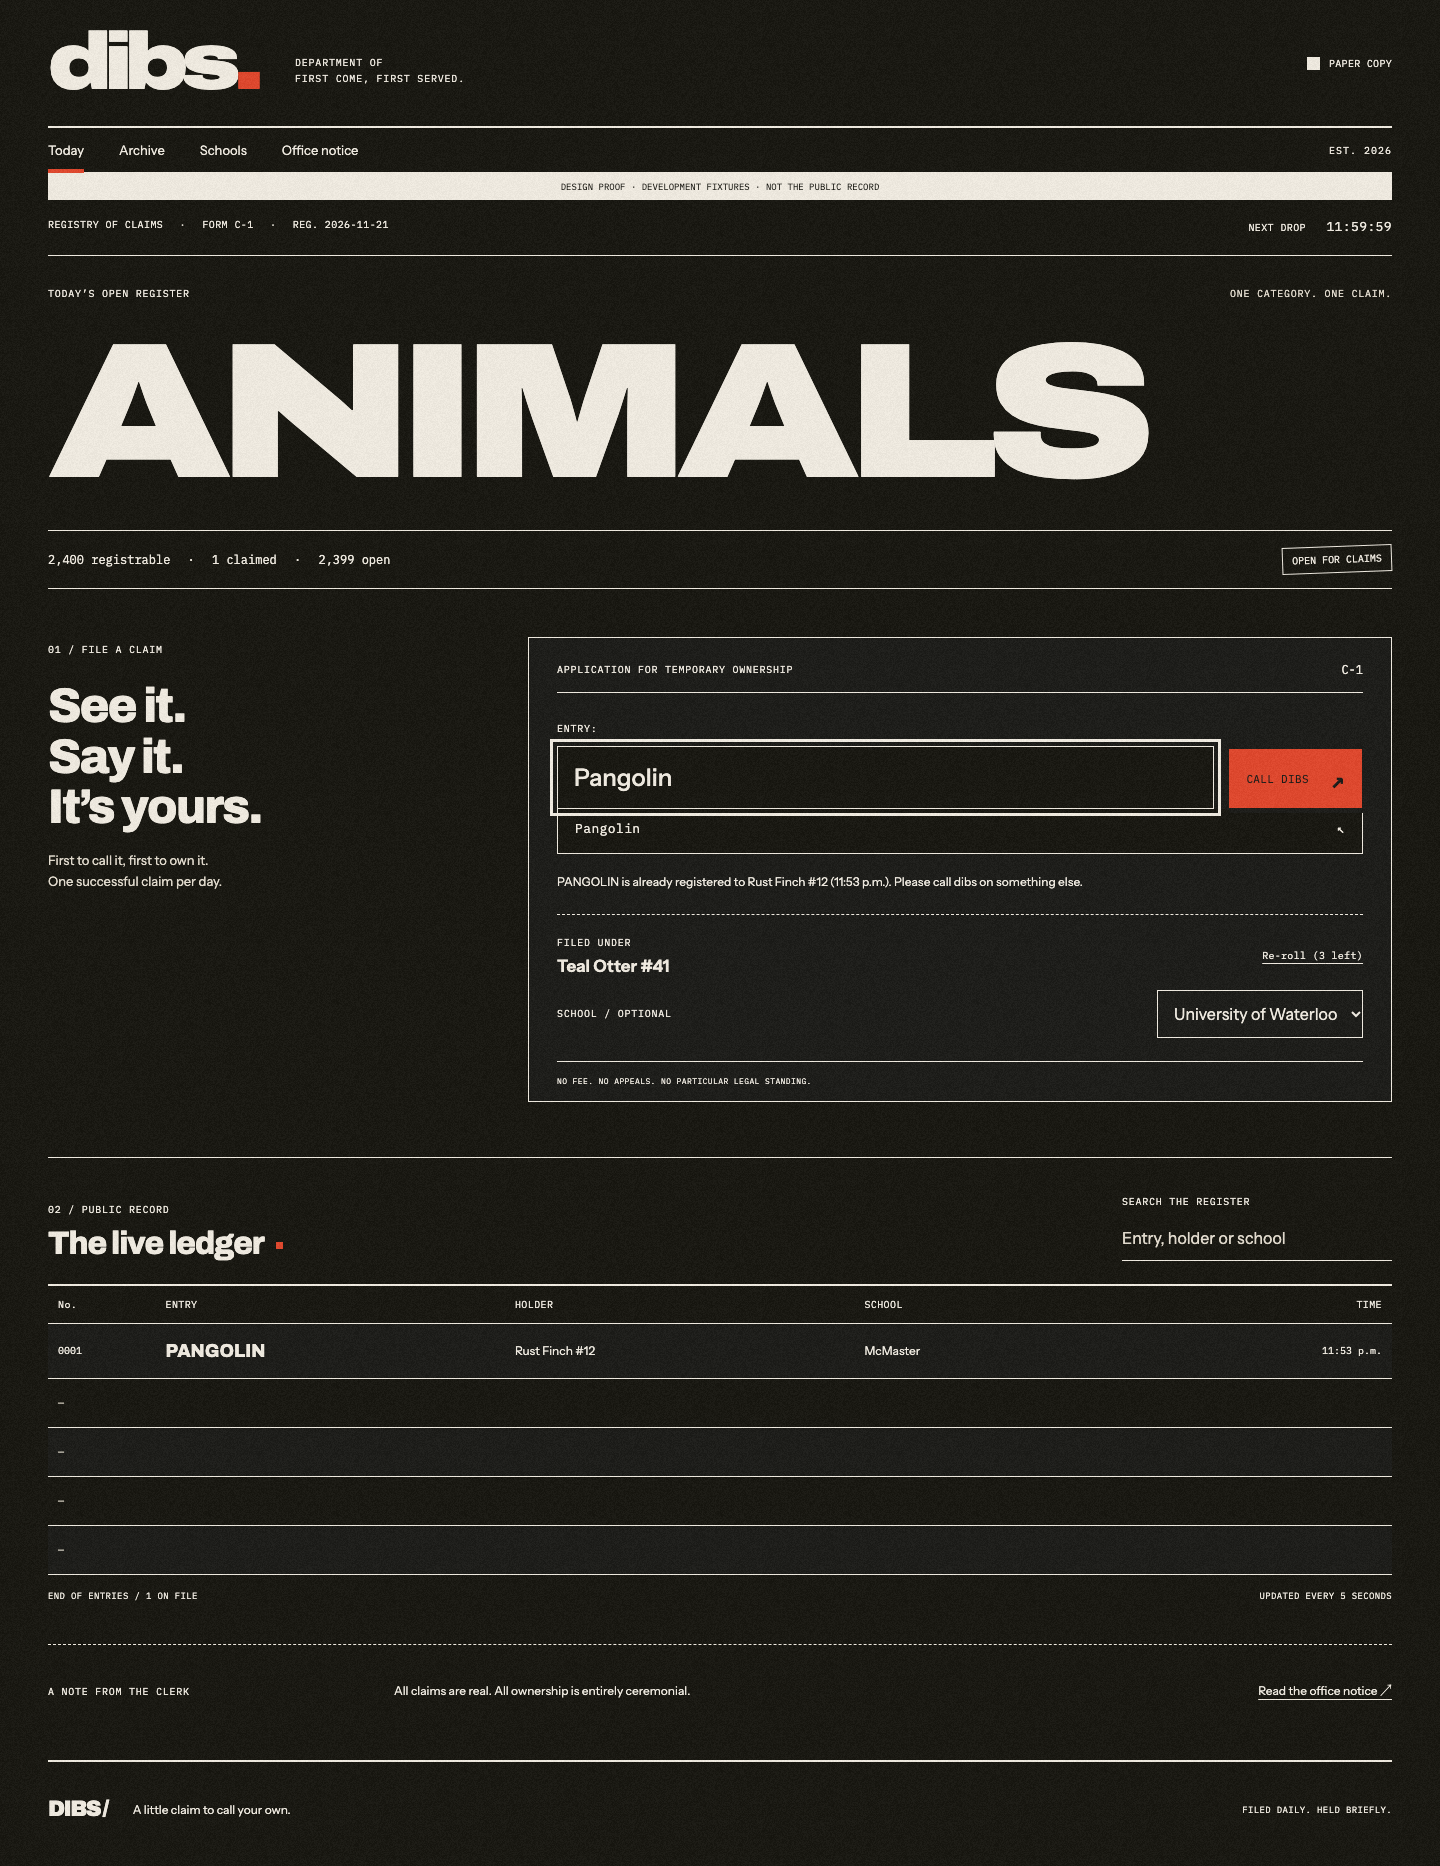 dibs.
DEPARTMENT OF
FIRST COME, FIRST SERVED.
PAPER COPY
Today Archive Schools Office notice
EST. 2026
DESIGN PROOF · DEVELOPMENT FIXTURES · NOT THE PUBLIC RECORD
REGISTRY OF CLAIMS · FORM C-1 · REG. 2026-11-21
NEXT DROP 11:59:59
TODAY’S OPEN REGISTER
ONE CATEGORY. ONE CLAIM.
ANIMALS
2,400 registrable · 1 claimed · 2,399 open
OPEN FOR CLAIMS
01 / FILE A CLAIM
See it.
Say it.
It’s yours.
First to call it, first to own it.
One successful claim per day.
APPLICATION FOR TEMPORARY OWNERSHIP
C-1
ENTRY:
Pangolin
CALL DIBS ↗
Pangolin ↖
PANGOLIN is already registered to Rust Finch #12 (11:53 p.m.). Please call dibs on something else.
FILED UNDER
Teal Otter #41
Re-roll (3 left)
SCHOOL / OPTIONAL
University of Waterloo
NO FEE. NO APPEALS. NO PARTICULAR LEGAL STANDING.
02 / PUBLIC RECORD
The live ledger
SEARCH THE REGISTER
Entry, holder or school
No. ENTRY HOLDER SCHOOL TIME
0001 PANGOLIN Rust Finch #12 McMaster 11:53 p.m.
—
—
—
—
END OF ENTRIES / 1 ON FILE
UPDATED EVERY 5 SECONDS
A NOTE FROM THE CLERK
All claims are real. All ownership is entirely ceremonial.
Read the office notice ↗
DIBS/
A little claim to call your own.
FILED DAILY. HELD BRIEFLY.